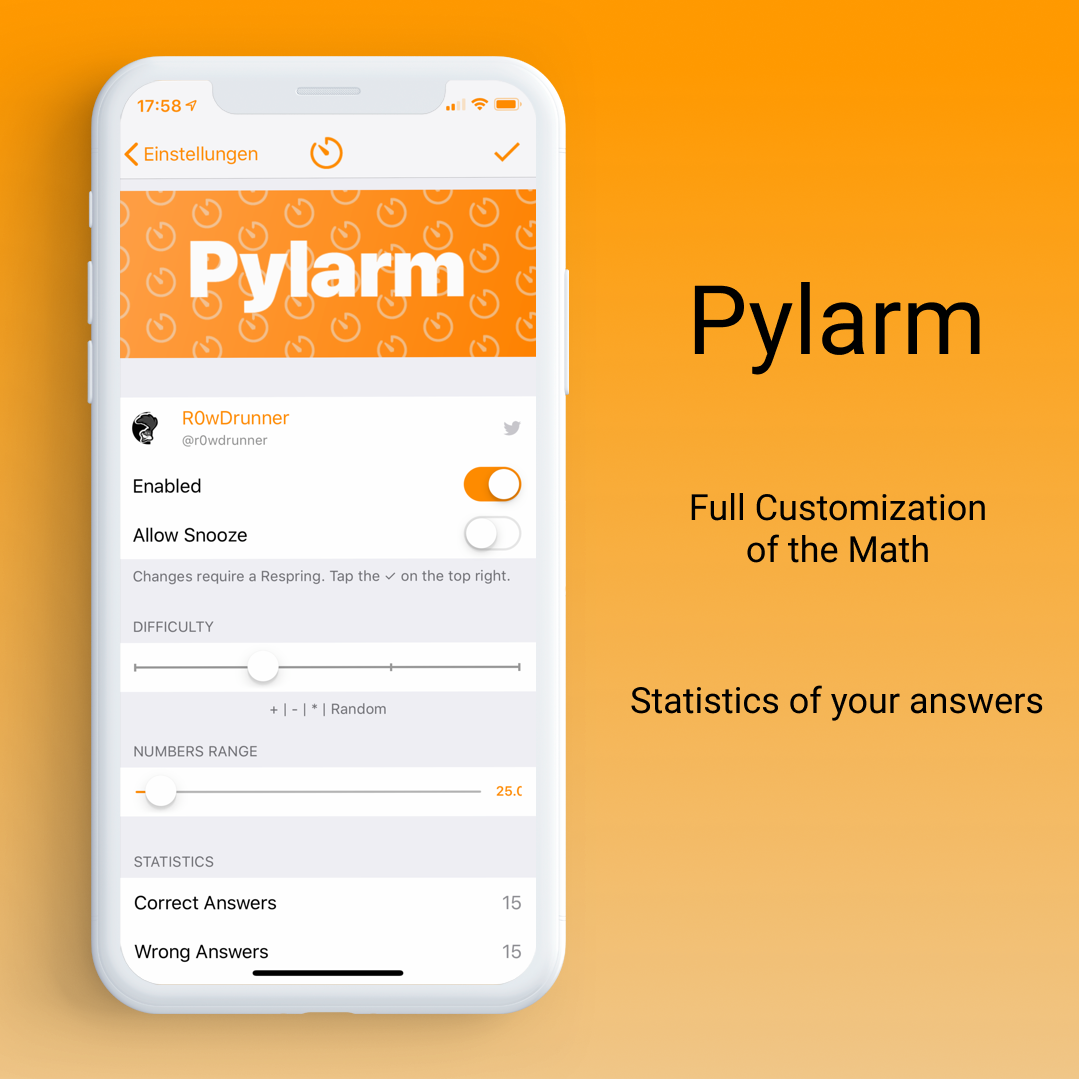 17:58
Einstellungen
Pylarm
R0wDrunner
@r0wdrunner
Enabled
Allow Snooze
Changes require a Respring. Tap the ✓ on the top right.
DIFFICULTY
+ | - | * | Random
NUMBERS RANGE
25.0
STATISTICS
Correct Answers 15
Wrong Answers 15
Pylarm
Full Customization
of the Math
Statistics of your answers